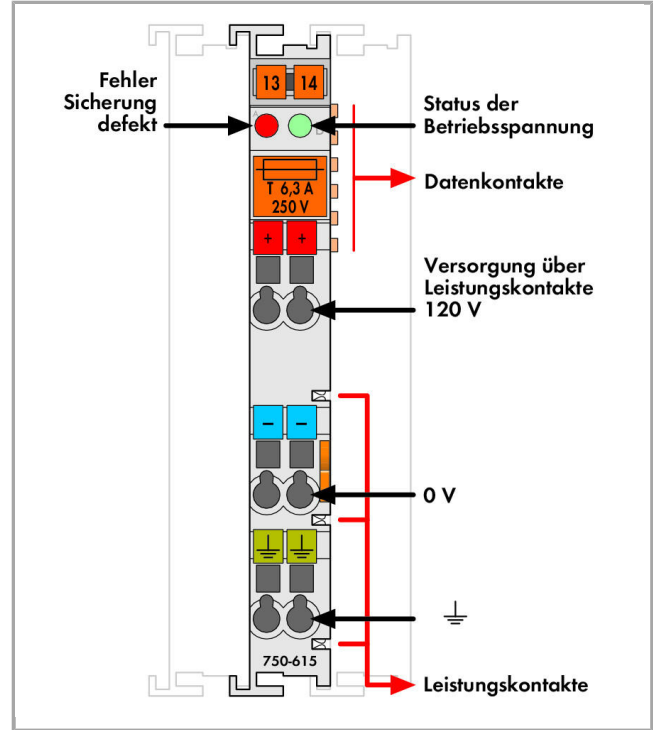 13 14
Fehler
Sicherung
defekt
Status der
Betriebsspannung
Datenkontakte
T 6,3 A
250 V
+ +
Versorgung über
Leistungskontakte
120 V
– –
0 V
750-615
Leistungskontakte